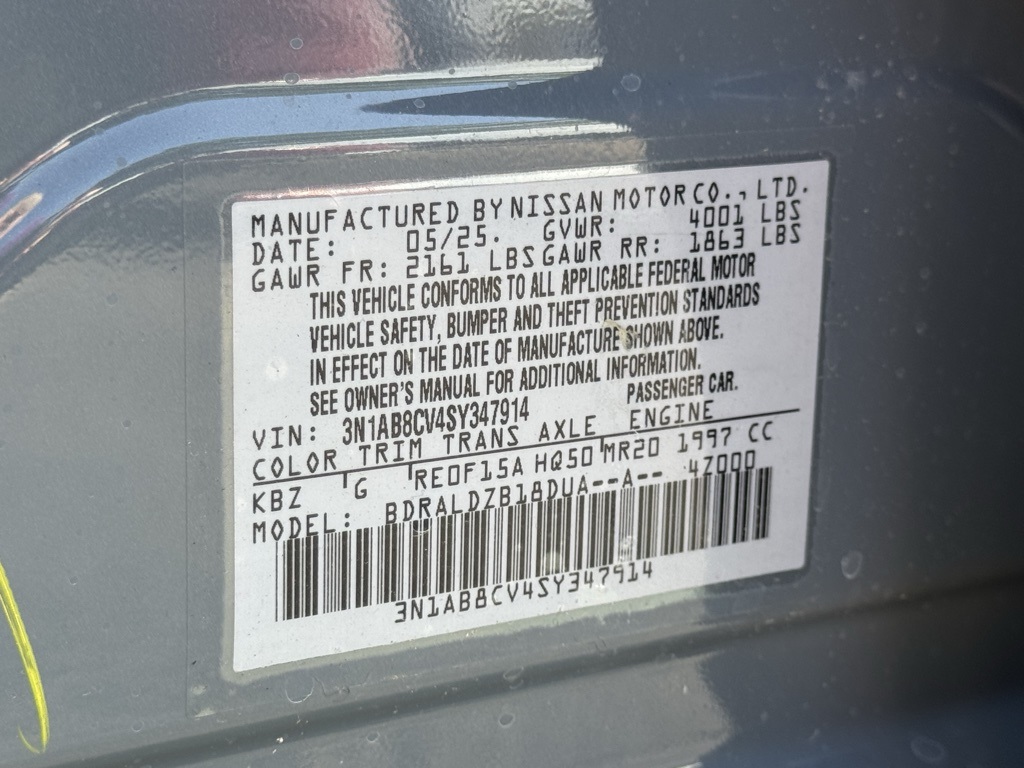 MANUFACTURED BY NISSAN MOTOR CO., LTD.
DATE: 05/25. GVWR: 4001 LBS
GAWR FR: 2161 LBS GAWR RR: 1863 LBS
THIS VEHICLE CONFORMS TO ALL APPLICABLE FEDERAL MOTOR
VEHICLE SAFETY, BUMPER AND THEFT PREVENTION STANDARDS
IN EFFECT ON THE DATE OF MANUFACTURE SHOWN ABOVE.
SEE OWNER'S MANUAL FOR ADDITIONAL INFORMATION.
VIN: 3N1AB8CV4SY347914 PASSENGER CAR.
COLOR TRIM TRANS AXLE ENGINE
KBZ G RE0F15A HQ50 MR20 1997 CC
MODEL: BDRALDZB18DUA--A-- 4Z000
3N1AB8CV4SY347914